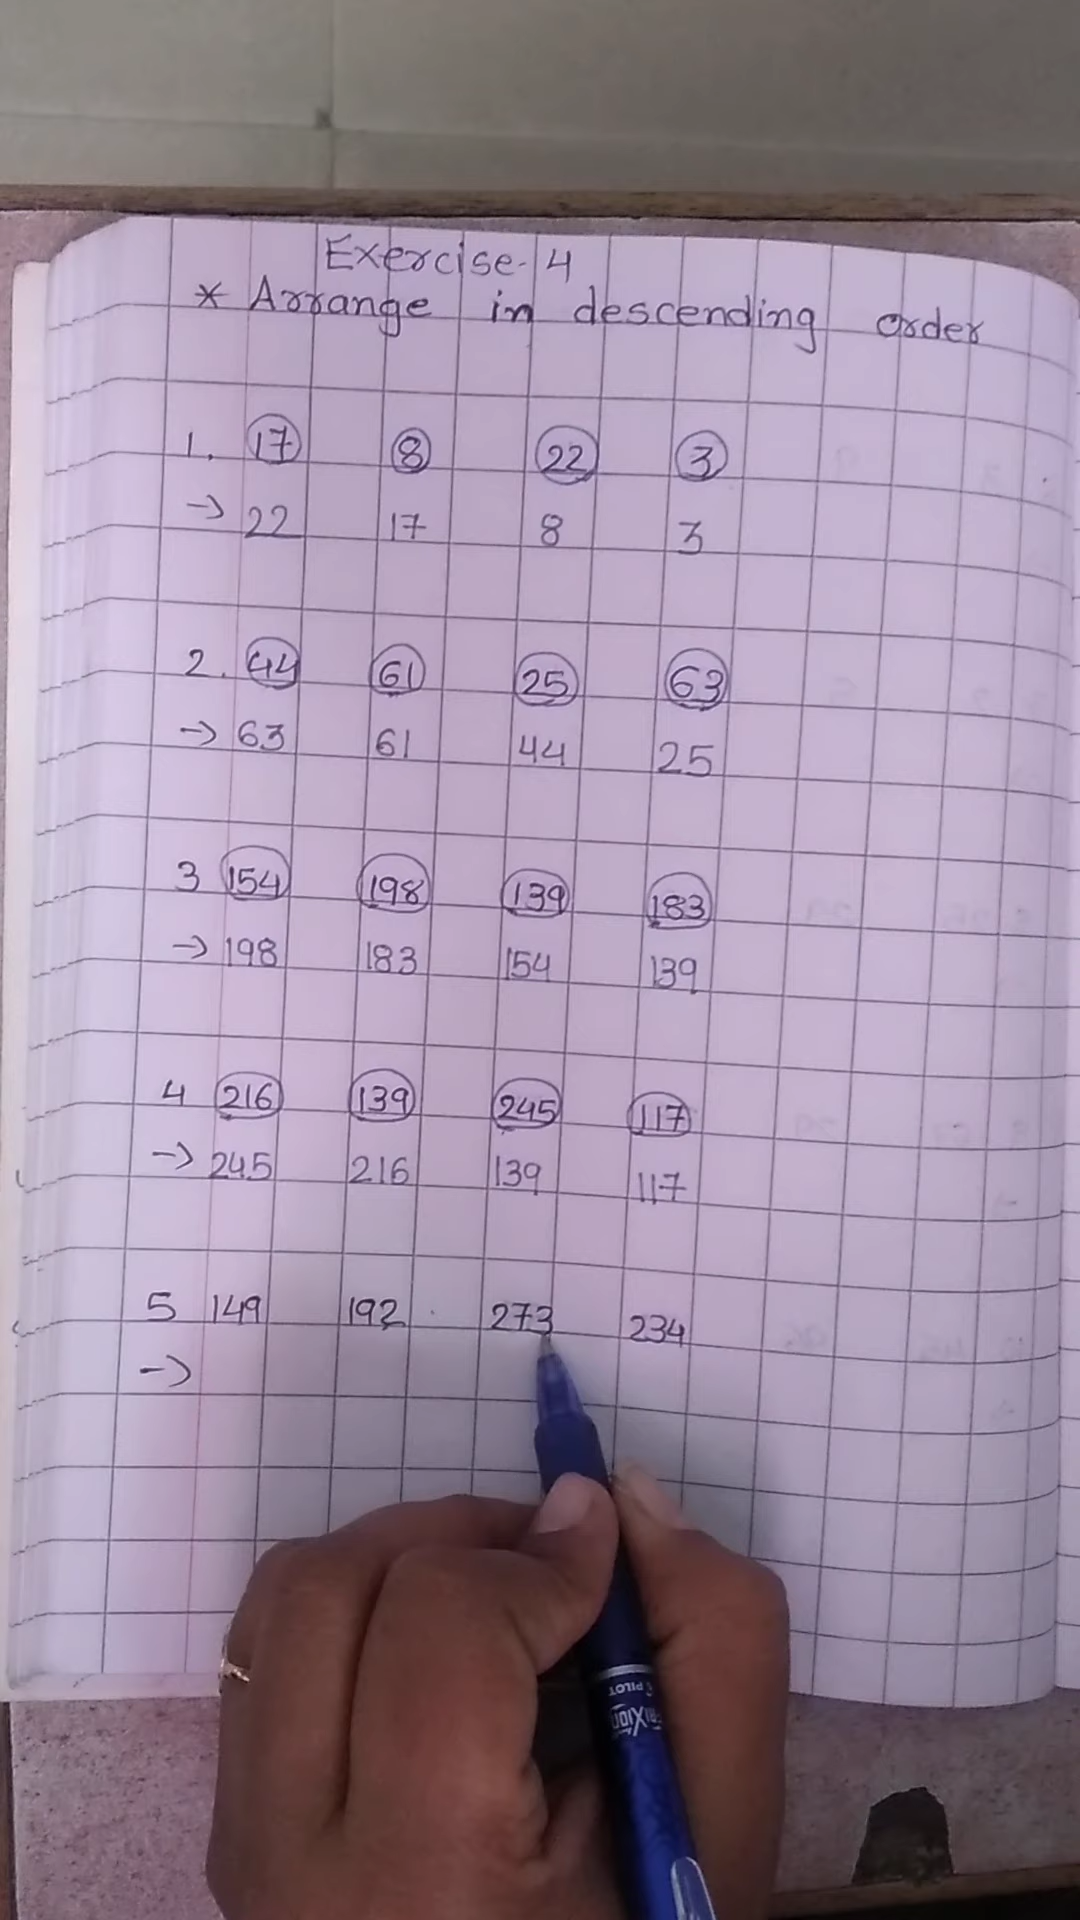 Exercise-4
* Arrange in descending order
1. 17 8 22 3
→ 22 17 8 3
2. 44 61 25 63
→ 63 61 44 25
3 154 198 139 183
→ 198 183 154 139
4 216 139 245 117
→ 245 216 139 117
5 149 192 273 234
→
PILOT
FRIXION